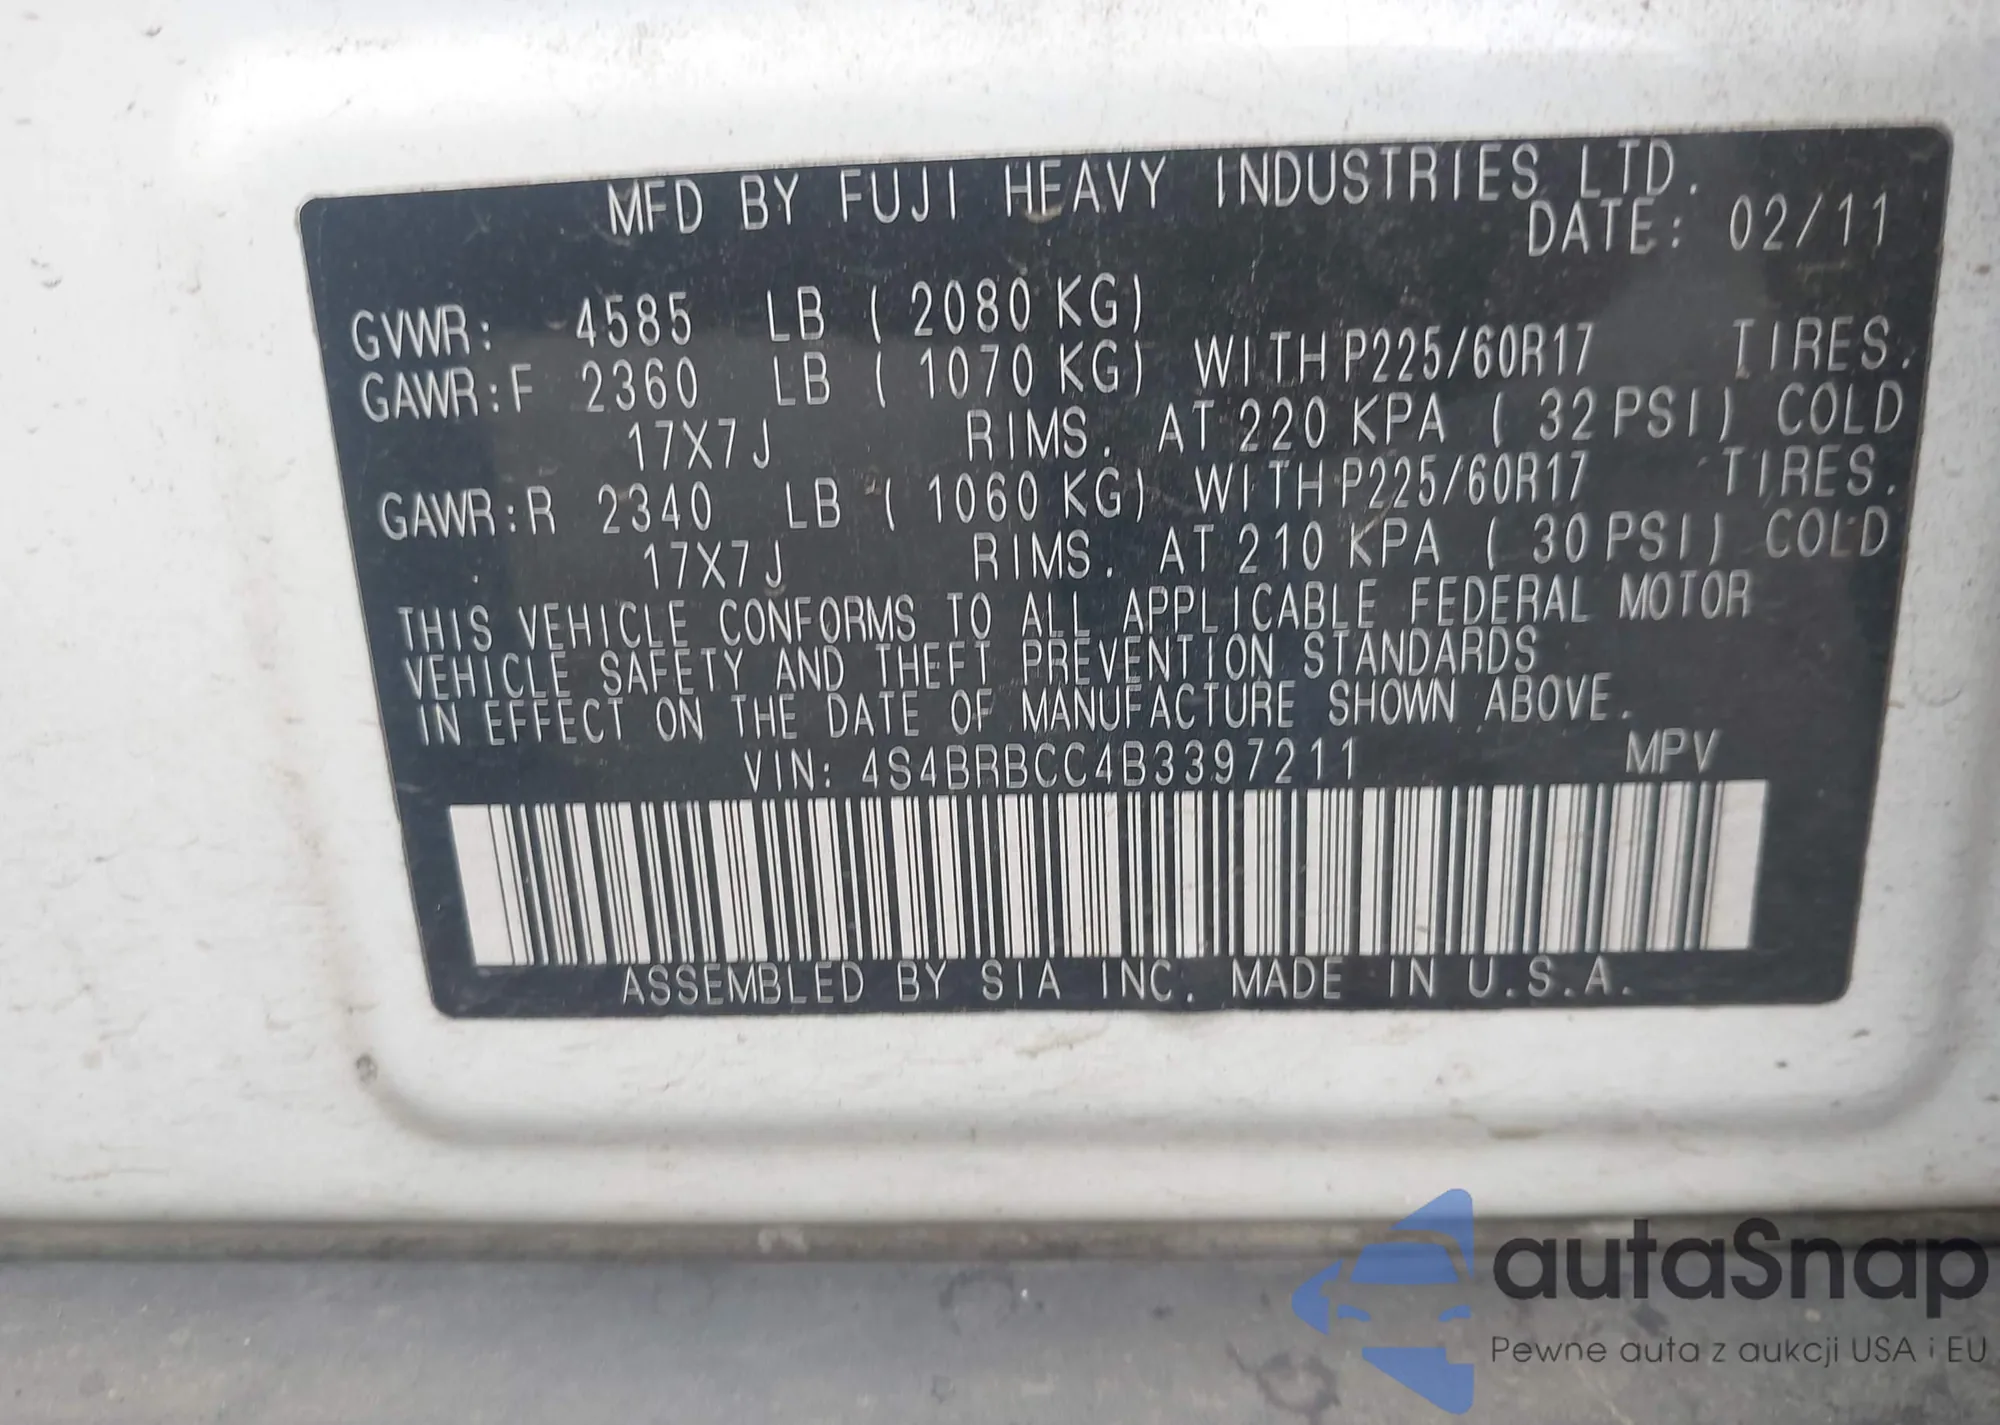 MFD BY FUJI HEAVY INDUSTRIES LTD.
DATE: 02/11
GVWR: 4585 LB ( 2080 KG)
GAWR:F 2360 LB ( 1070 KG) WITH P225/60R17 TIRES.
17X7J RIMS. AT 220 KPA ( 32 PSI) COLD
GAWR:R 2340 LB ( 1060 KG) WITH P225/60R17 TIRES.
17X7J RIMS. AT 210 KPA ( 30 PSI) COLD
THIS VEHICLE CONFORMS TO ALL APPLICABLE FEDERAL MOTOR
VEHICLE SAFETY AND THEFT PREVENTION STANDARDS
IN EFFECT ON THE DATE OF MANUFACTURE SHOWN ABOVE.
VIN: 4S4BRBCC4B3397211 MPV
ASSEMBLED BY SIA INC. MADE IN U.S.A.
autoSnap
Pewne auta z aukcji USA i EU